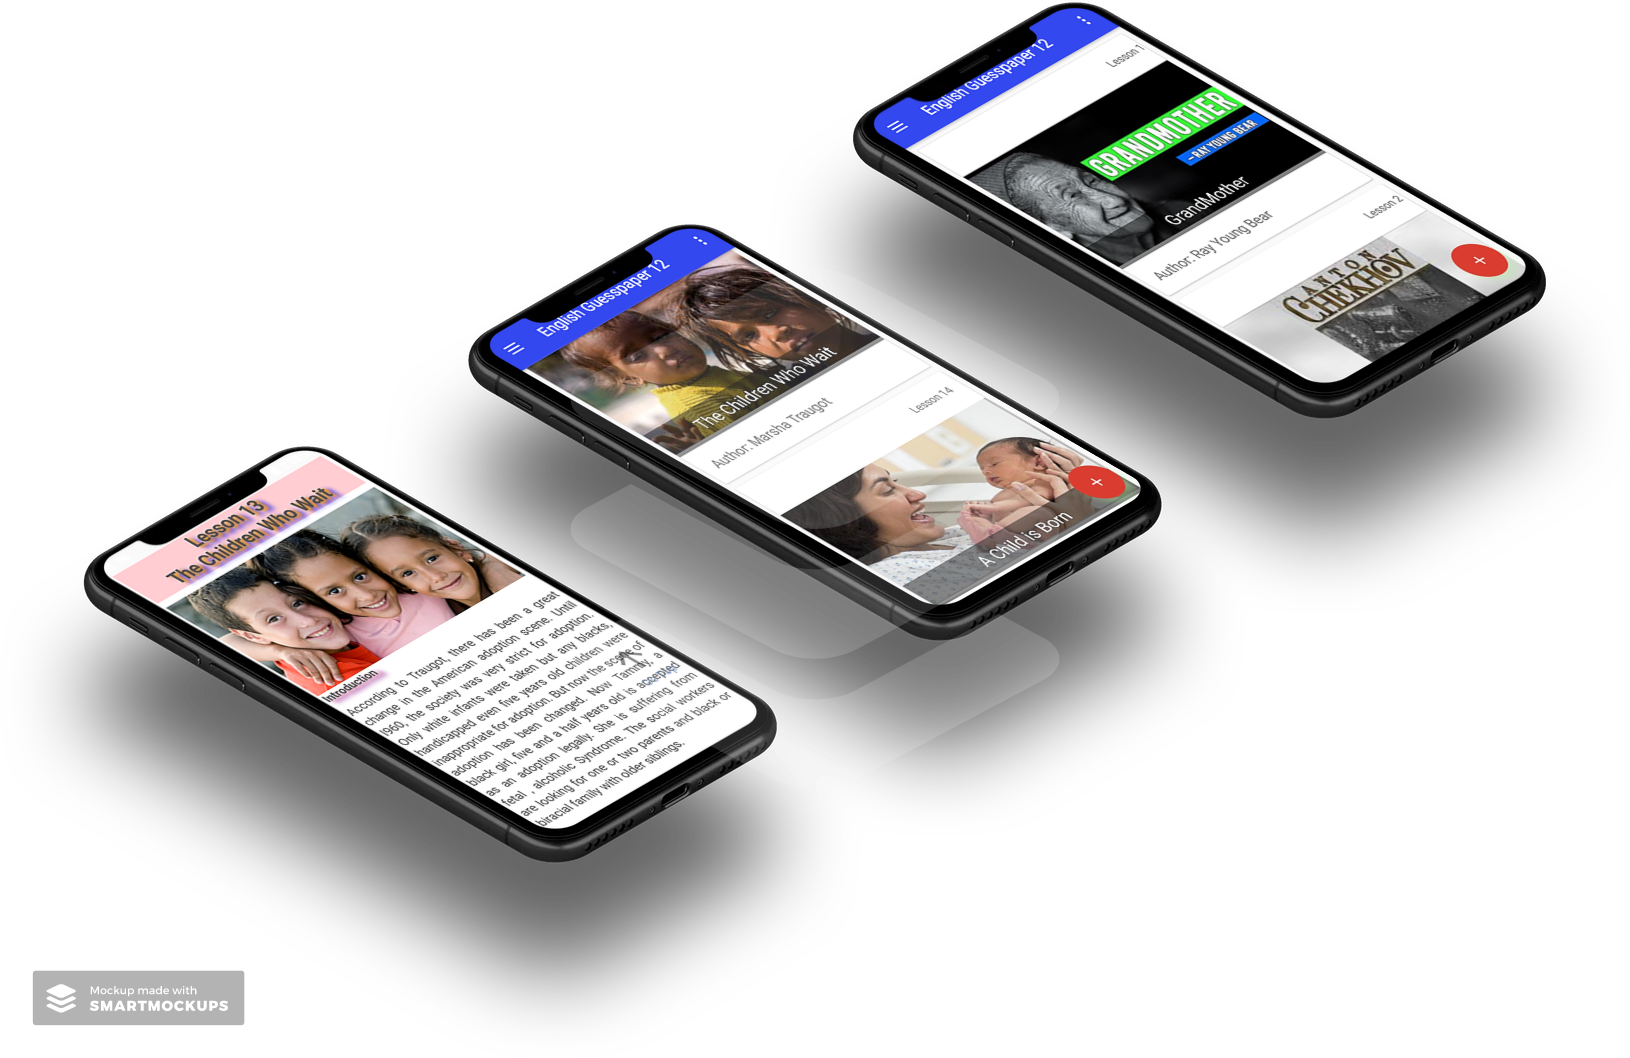 Lesson 13
The Children Who Wait
Introduction
According to Traugot, there has been a great
change in the American adoption scene. Until
1960, the society was very strict for adoption.
Only white infants were taken but any blacks,
handicapped even five years old children were
inappropriate for adoption. But now the scene of
adoption has been changed. Now Tammy, a
black girl, five and a half years old is accepted
as an adoption legally. She is suffering from
fetal , alcoholic Syndrome. The social workers
are looking for one or two parents and black or
biracial family with older siblings.
English Guesspaper 12
The Children Who Wait
Author: Marsha Traugot
Lesson 14
A Child is Born
+
English Guesspaper 12
Lesson 1
GRANDMOTHER
–RAY YOUNG BEAR
GrandMother
Author: Ray Young Bear
Lesson 2
ANTON
CHEKHOV
+
Mockup made with
SMARTMOCKUPS